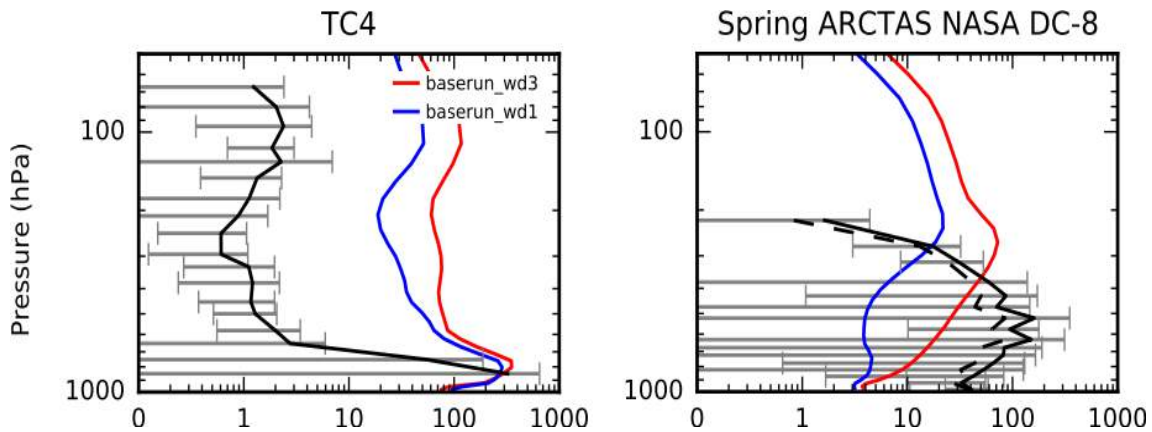 TC4
Spring ARCTAS NASA DC-8
Pressure (hPa)
100
1000
baserun_wd3
baserun_wd1
0 1 10 100 1000
100
1000
0 1 10 100 1000